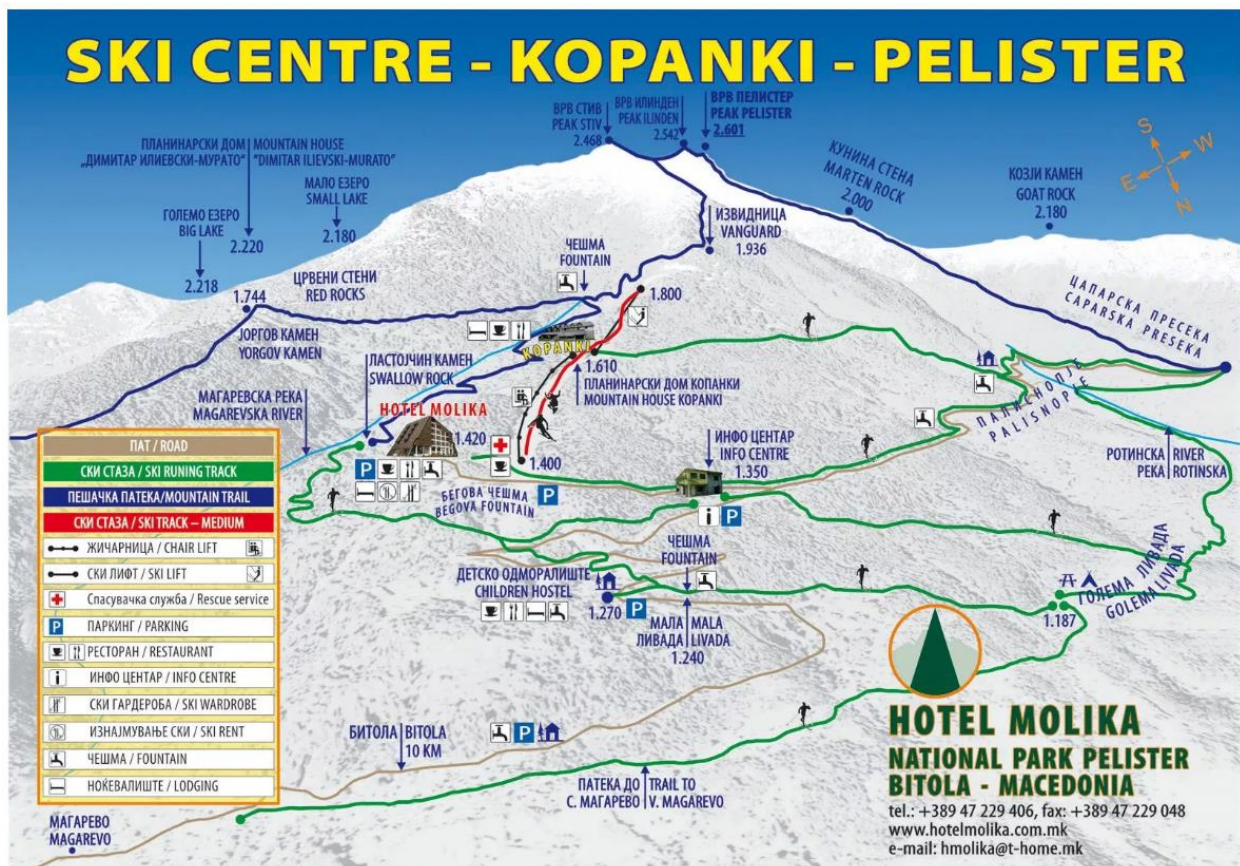 SKI CENTRE - KOPANKI - PELISTER
ВРВ СТИВ
PEAK STIV
2.468
ВРВ ИЛИНДЕН
PEAK ILINDEN
2.542
ВРВ ПЕЛИСТЕР
PEAK PELISTER
2.601
S
W
E
N
ПЛАНИНАРСКИ ДОМ MOUNTAIN HOUSE
„ДИМИТАР ИЛИЕВСКИ-МУРАТО“ "DIMITAR ILIEVSKI-MURATO"
2.220
МАЛО ЕЗЕРО
SMALL LAKE
2.180
ГОЛЕМО ЕЗЕРО
BIG LAKE
2.218
КУНИНА СТЕНА
MARTEN ROCK
2.000
КОЗЈИ КАМЕН
GOAT ROCK
2.180
ИЗВИДНИЦА
VANGUARD
1.936
ЧЕШМА
FOUNTAIN
ЦРВЕНИ СТЕНИ
RED ROCKS
1.744
1.800
ЦАПАРСКА ПРЕСЕКА
CAPARSKA PRESEKA
ЈОРГОВ КАМЕН
YORGOV KAMEN
KOPANKI
1.610
ЛАСТОЈЧИН КАМЕН
SWALLOW ROCK
ПЛАНИНАРСКИ ДОМ КОПАНКИ
MOUNTAIN HOUSE KOPANKI
ПАЛИСНОПЈЕ
PALISNOPYE
МАГАРЕВСКА РЕКА
MAGAREVSKA RIVER
HOTEL MOLIKA
1.420
1.400
ИНФО ЦЕНТАР
INFO CENTRE
1.350
РОТИНСКА RIVER
РЕКА ROTINSKA
P
БЕГОВА ЧЕШМА
BEGOVA FOUNTAIN
P
i P
ЧЕШМА
FOUNTAIN
ДЕТСКО ОДМОРАЛИШТЕ
CHILDREN HOSTEL
1.270
P
МАЛА MALA
ЛИВАДА LIVADA
1.240
ГОЛЕМА ЛИВАДА
GOLEMA LIVADA
1.187
ПАТ / ROAD
СКИ СТАЗА / SKI RUNING TRACK
ПЕШАЧКА ПАТЕКА/MOUNTAIN TRAIL
СКИ СТАЗА / SKI TRACK – MEDIUM
ЖИЧАРНИЦА / CHAIR LIFT
СКИ ЛИФТ / SKI LIFT
Спасувачка служба / Rescue service
P ПАРКИНГ / PARKING
РЕСТОРАН / RESTAURANT
i ИНФО ЦЕНТАР / INFO CENTRE
СКИ ГАРДЕРОБА / SKI WARDROBE
ИЗНАЈМУВАЊЕ СКИ / SKI RENT
ЧЕШМА / FOUNTAIN
НОЌЕВАЛИШТЕ / LODGING
БИТОЛА BITOLA
10 KM
P
ПАТЕКА ДО TRAIL TO
С. МАГАРЕВО V. MAGAREVO
МАГАРЕВО
MAGAREVO
HOTEL MOLIKA
NATIONAL PARK PELISTER
BITOLA - MACEDONIA
tel.: +389 47 229 406, fax: +389 47 229 048
www.hotelmolika.com.mk
e-mail: hmolika@t-home.mk